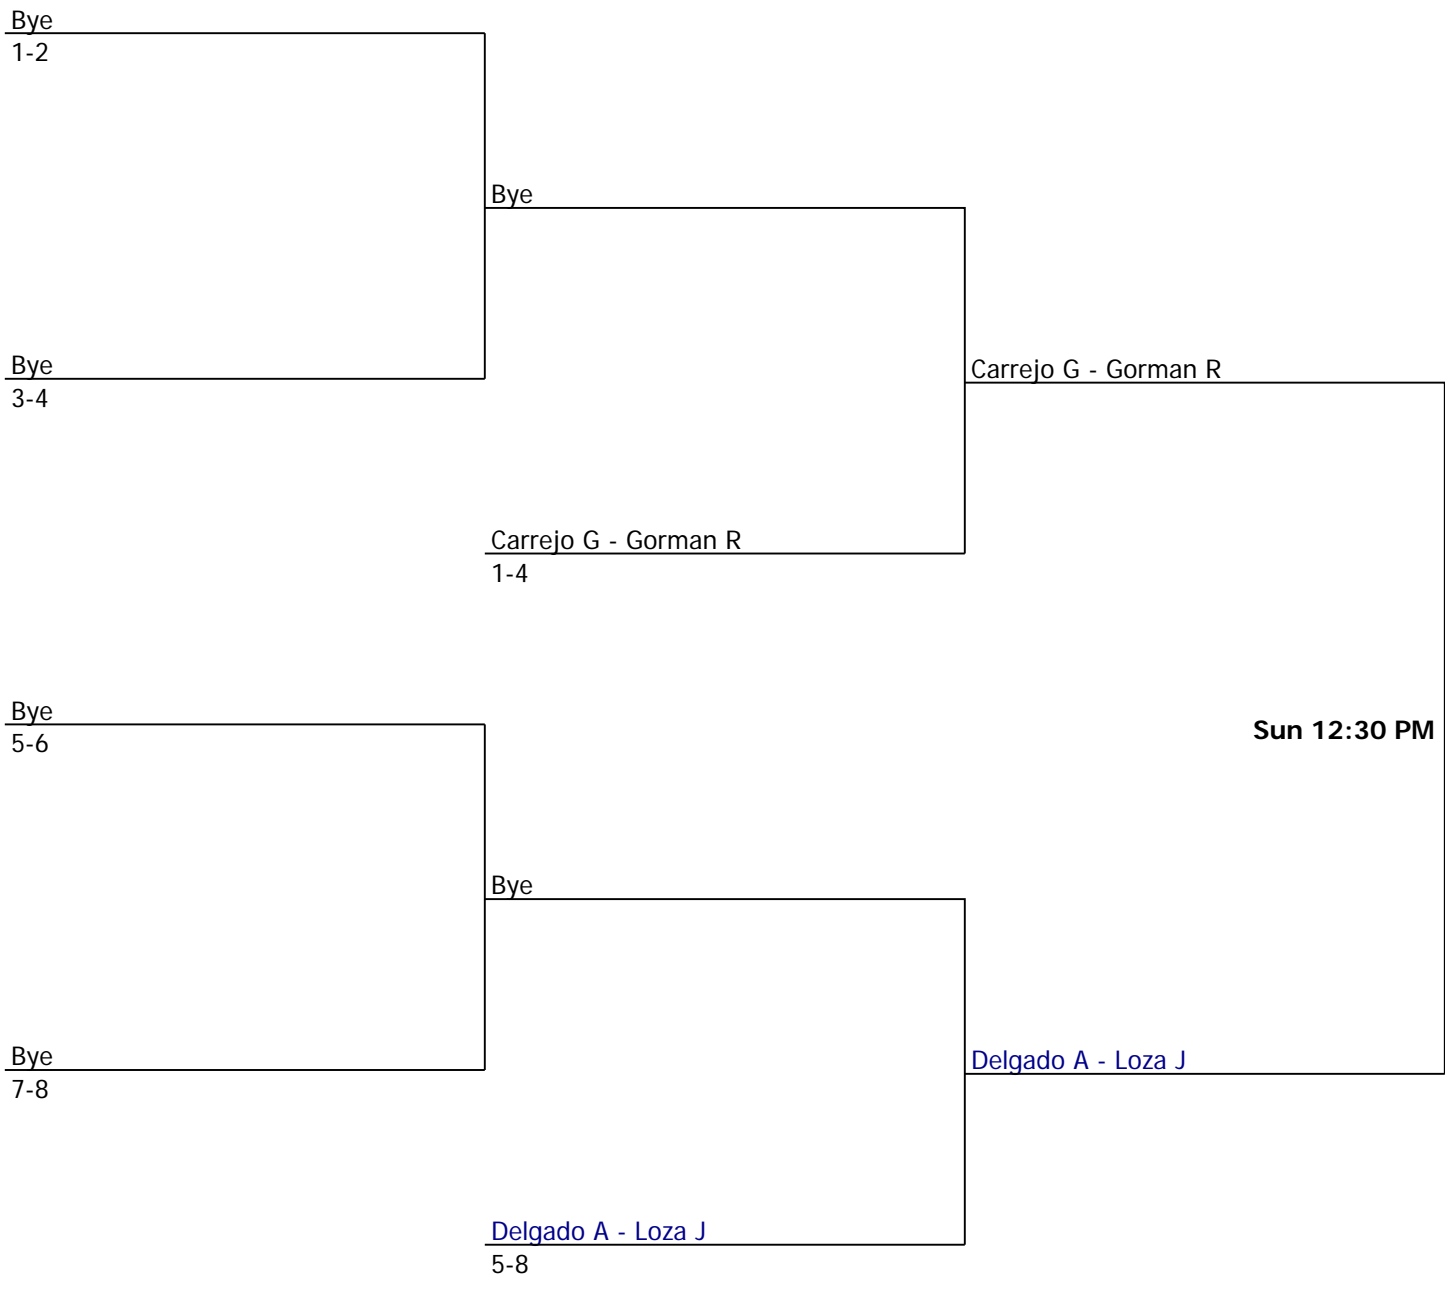 Bye
1-2
Bye
Bye
3-4
Carrejo G - Gorman R
Carrejo G - Gorman R
1-4
Bye
5-6
Sun 12:30 PM
Bye
Bye
7-8
Delgado A - Loza J
Delgado A - Loza J
5-8